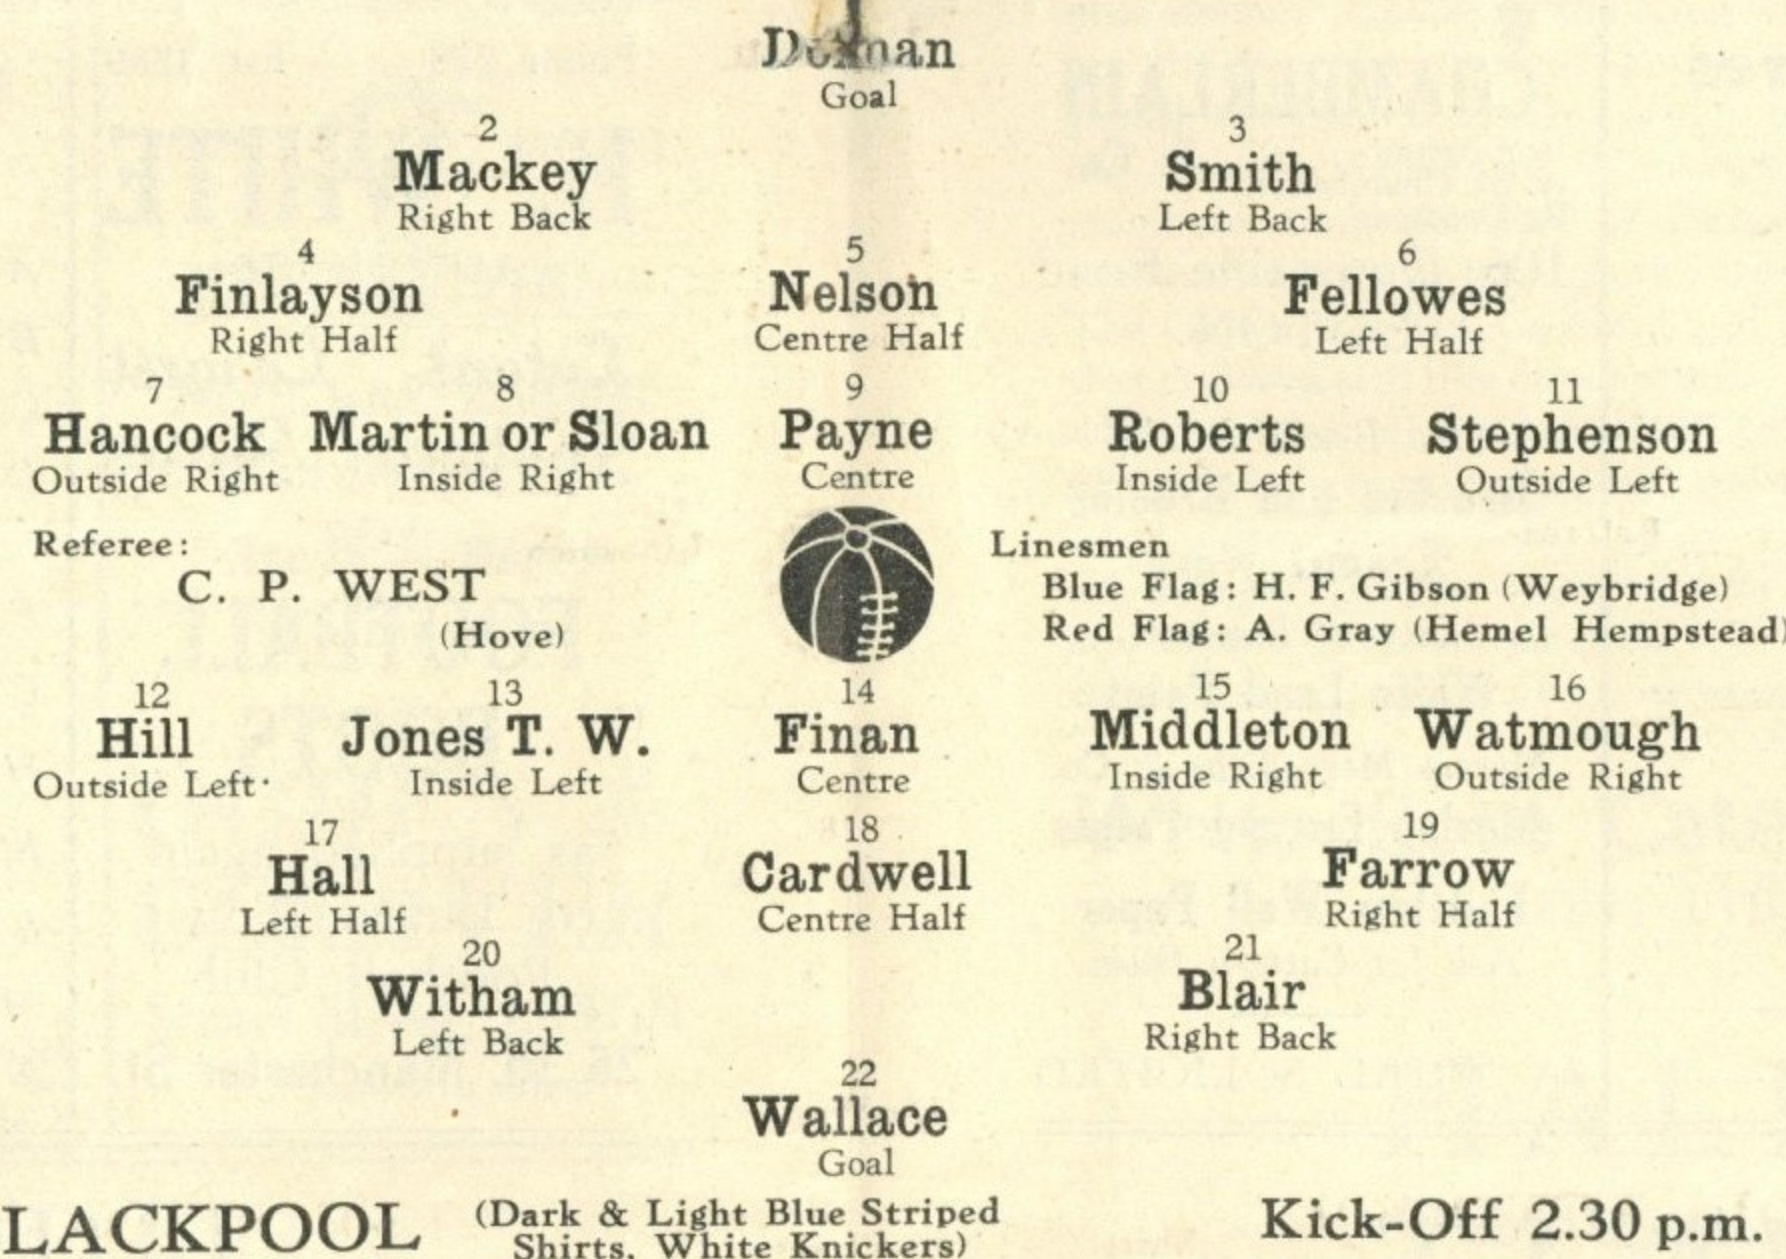 Goal
2 3
Mackey Smith
Right Back Left Back
4 5 6
Finlayson Nelson Fellowes
Right Half Centre Half Left Half
7 8 9 10 11
Hancock Martin or Sloan Payne Roberts Stephenson
Outside Right Inside Right Centre Inside Left Outside Left
Referee:
C. P. WEST
(Hove)
Linesmen
Blue Flag: H. F. Gibson (Weybridge)
Red Flag: A. Gray (Hemel Hempstead)
12 13 14 15 16
Hill Jones T. W. Finan Middleton Watmough
Outside Left Inside Left Centre Inside Right Outside Right
17 18 19
Hall Cardwell Farrow
Left Half Centre Half Right Half
20 21
Witham Blair
Left Back Right Back
22
Wallace
Goal
LACKPOOL (Dark & Light Blue Striped Kick-Off 2.30 p.m.
Shirts, White Knickers)